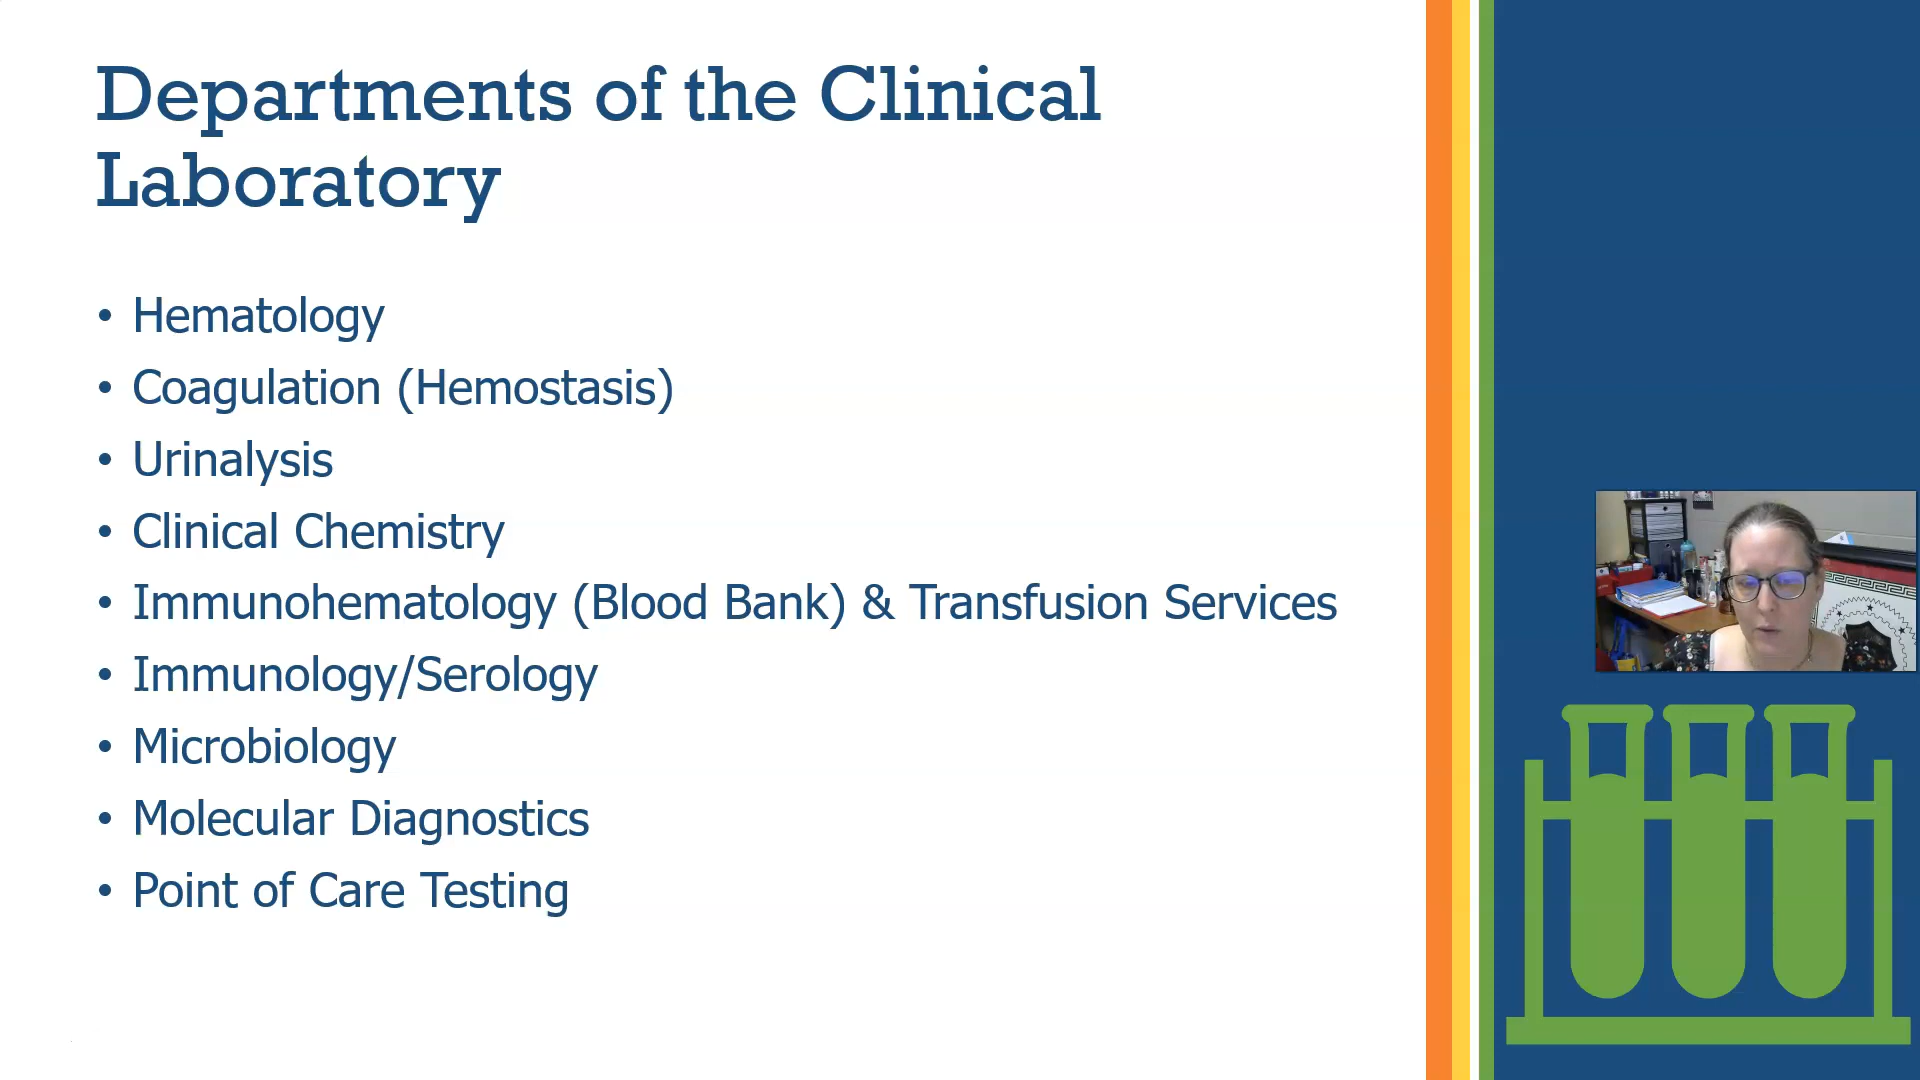 Departments of the Clinical
Laboratory
• Hematology
• Coagulation (Hemostasis)
• Urinalysis
• Clinical Chemistry
• Immunohematology (Blood Bank) & Transfusion Services
• Immunology/Serology
• Microbiology
• Molecular Diagnostics
• Point of Care Testing